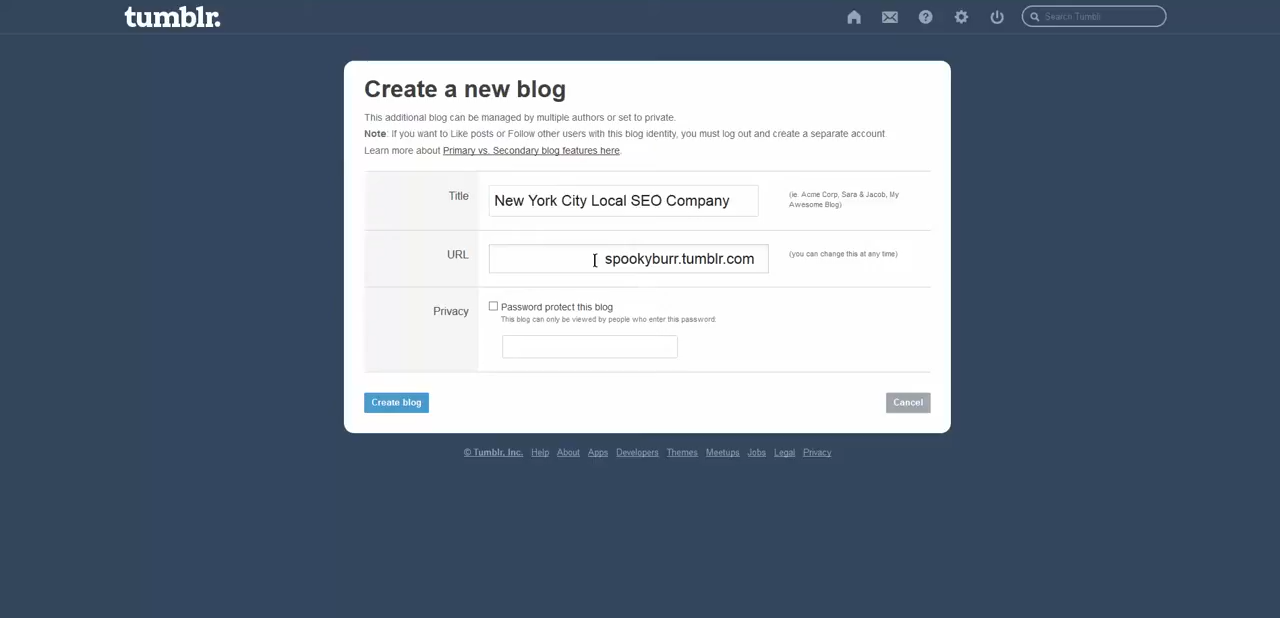 tumblr.
Search Tumblr
Create a new blog
This additional blog can be managed by multiple authors or set to private.
Note: If you want to Like posts or Follow other users with this blog identity, you must log out and create a separate account
Learn more about Primary vs. Secondary blog features here.
Title
New York City Local SEO Company
(ie. Acme Corp, Sara & Jacob, My
Awesome Blog)
URL
spookyburr.tumblr.com
(you can change this at any time)
Privacy
Password protect this blog
This blog can only be viewed by people who enter this password.
Create blog
Cancel
© Tumblr, Inc. Help About Apps Developers Themes Meetups Jobs Legal Privacy